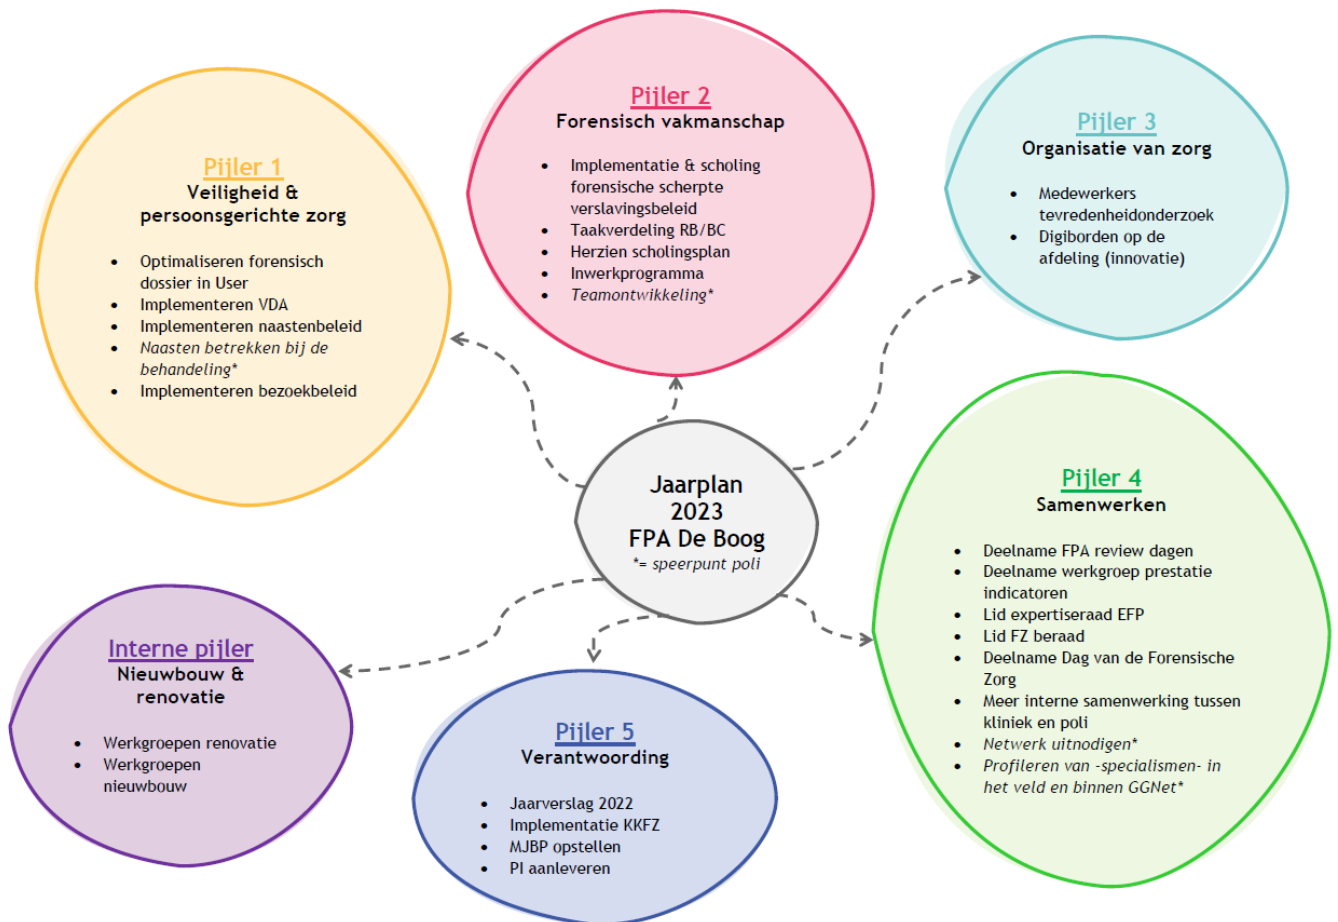 Pijler 1
Veiligheid &
persoonsgerichte zorg
• Optimaliseren forensisch
dossier in User
• Implementeren VDA
• Implementeren naastenbeleid
• Naasten betrekken bij de
behandeling*
• Implementeren bezoekbeleid
Pijler 2
Forensisch vakmanschap
• Implementatie & scholing
forensische scherpte
verslavingsbeleid
• Taakverdeling RB/BC
• Herzien scholingsplan
• Inwerkprogramma
• Teamontwikkeling*
Pijler 3
Organisatie van zorg
• Medewerkers
tevredenheidonderzoek
• Digiborden op de
afdeling (innovatie)
Jaarplan
2023
FPA De Boog
*= speerpunt poli
Pijler 4
Samenwerken
• Deelname FPA review dagen
• Deelname werkgroep prestatie
indicatoren
• Lid expertiseraad EFP
• Lid FZ beraad
• Deelname Dag van de Forensische
Zorg
• Meer interne samenwerking tussen
kliniek en poli
• Netwerk uitnodigen*
• Profileren van -specialismen- in
het veld en binnen GGNet*
Interne pijler
Nieuwbouw &
renovatie
• Werkgroepen renovatie
• Werkgroepen
nieuwbouw
Pijler 5
Verantwoording
• Jaarverslag 2022
• Implementatie KKFZ
• MJBP opstellen
• PI aanleveren